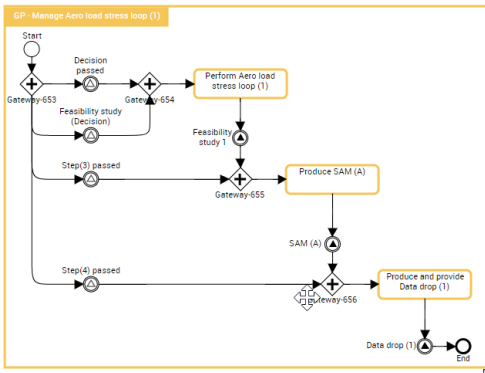 GP - Manage Aero load stress loop (1)
Start
Decision
passed
Gateway-653
Gateway-654
Perform Aero load
stress loop (1)
Feasibility study
(Decision)
Feasibility
study 1
Step(3) passed
Gateway-655
Produce SAM (A)
SAM (A)
Step(4) passed
teway-656
Produce and provide
Data drop (1)
Data drop (1)
End